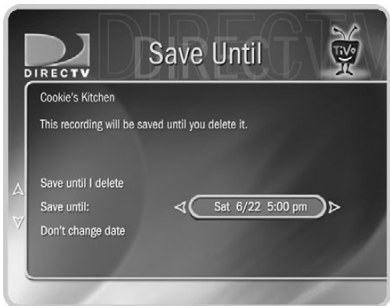 DIRECTV
Save Until
TiVo
DIRECTV
Cookie's Kitchen
This recording will be saved until you delete it.
Save until I delete
Save until:
Sat 6/22 5:00 pm
Don't change date